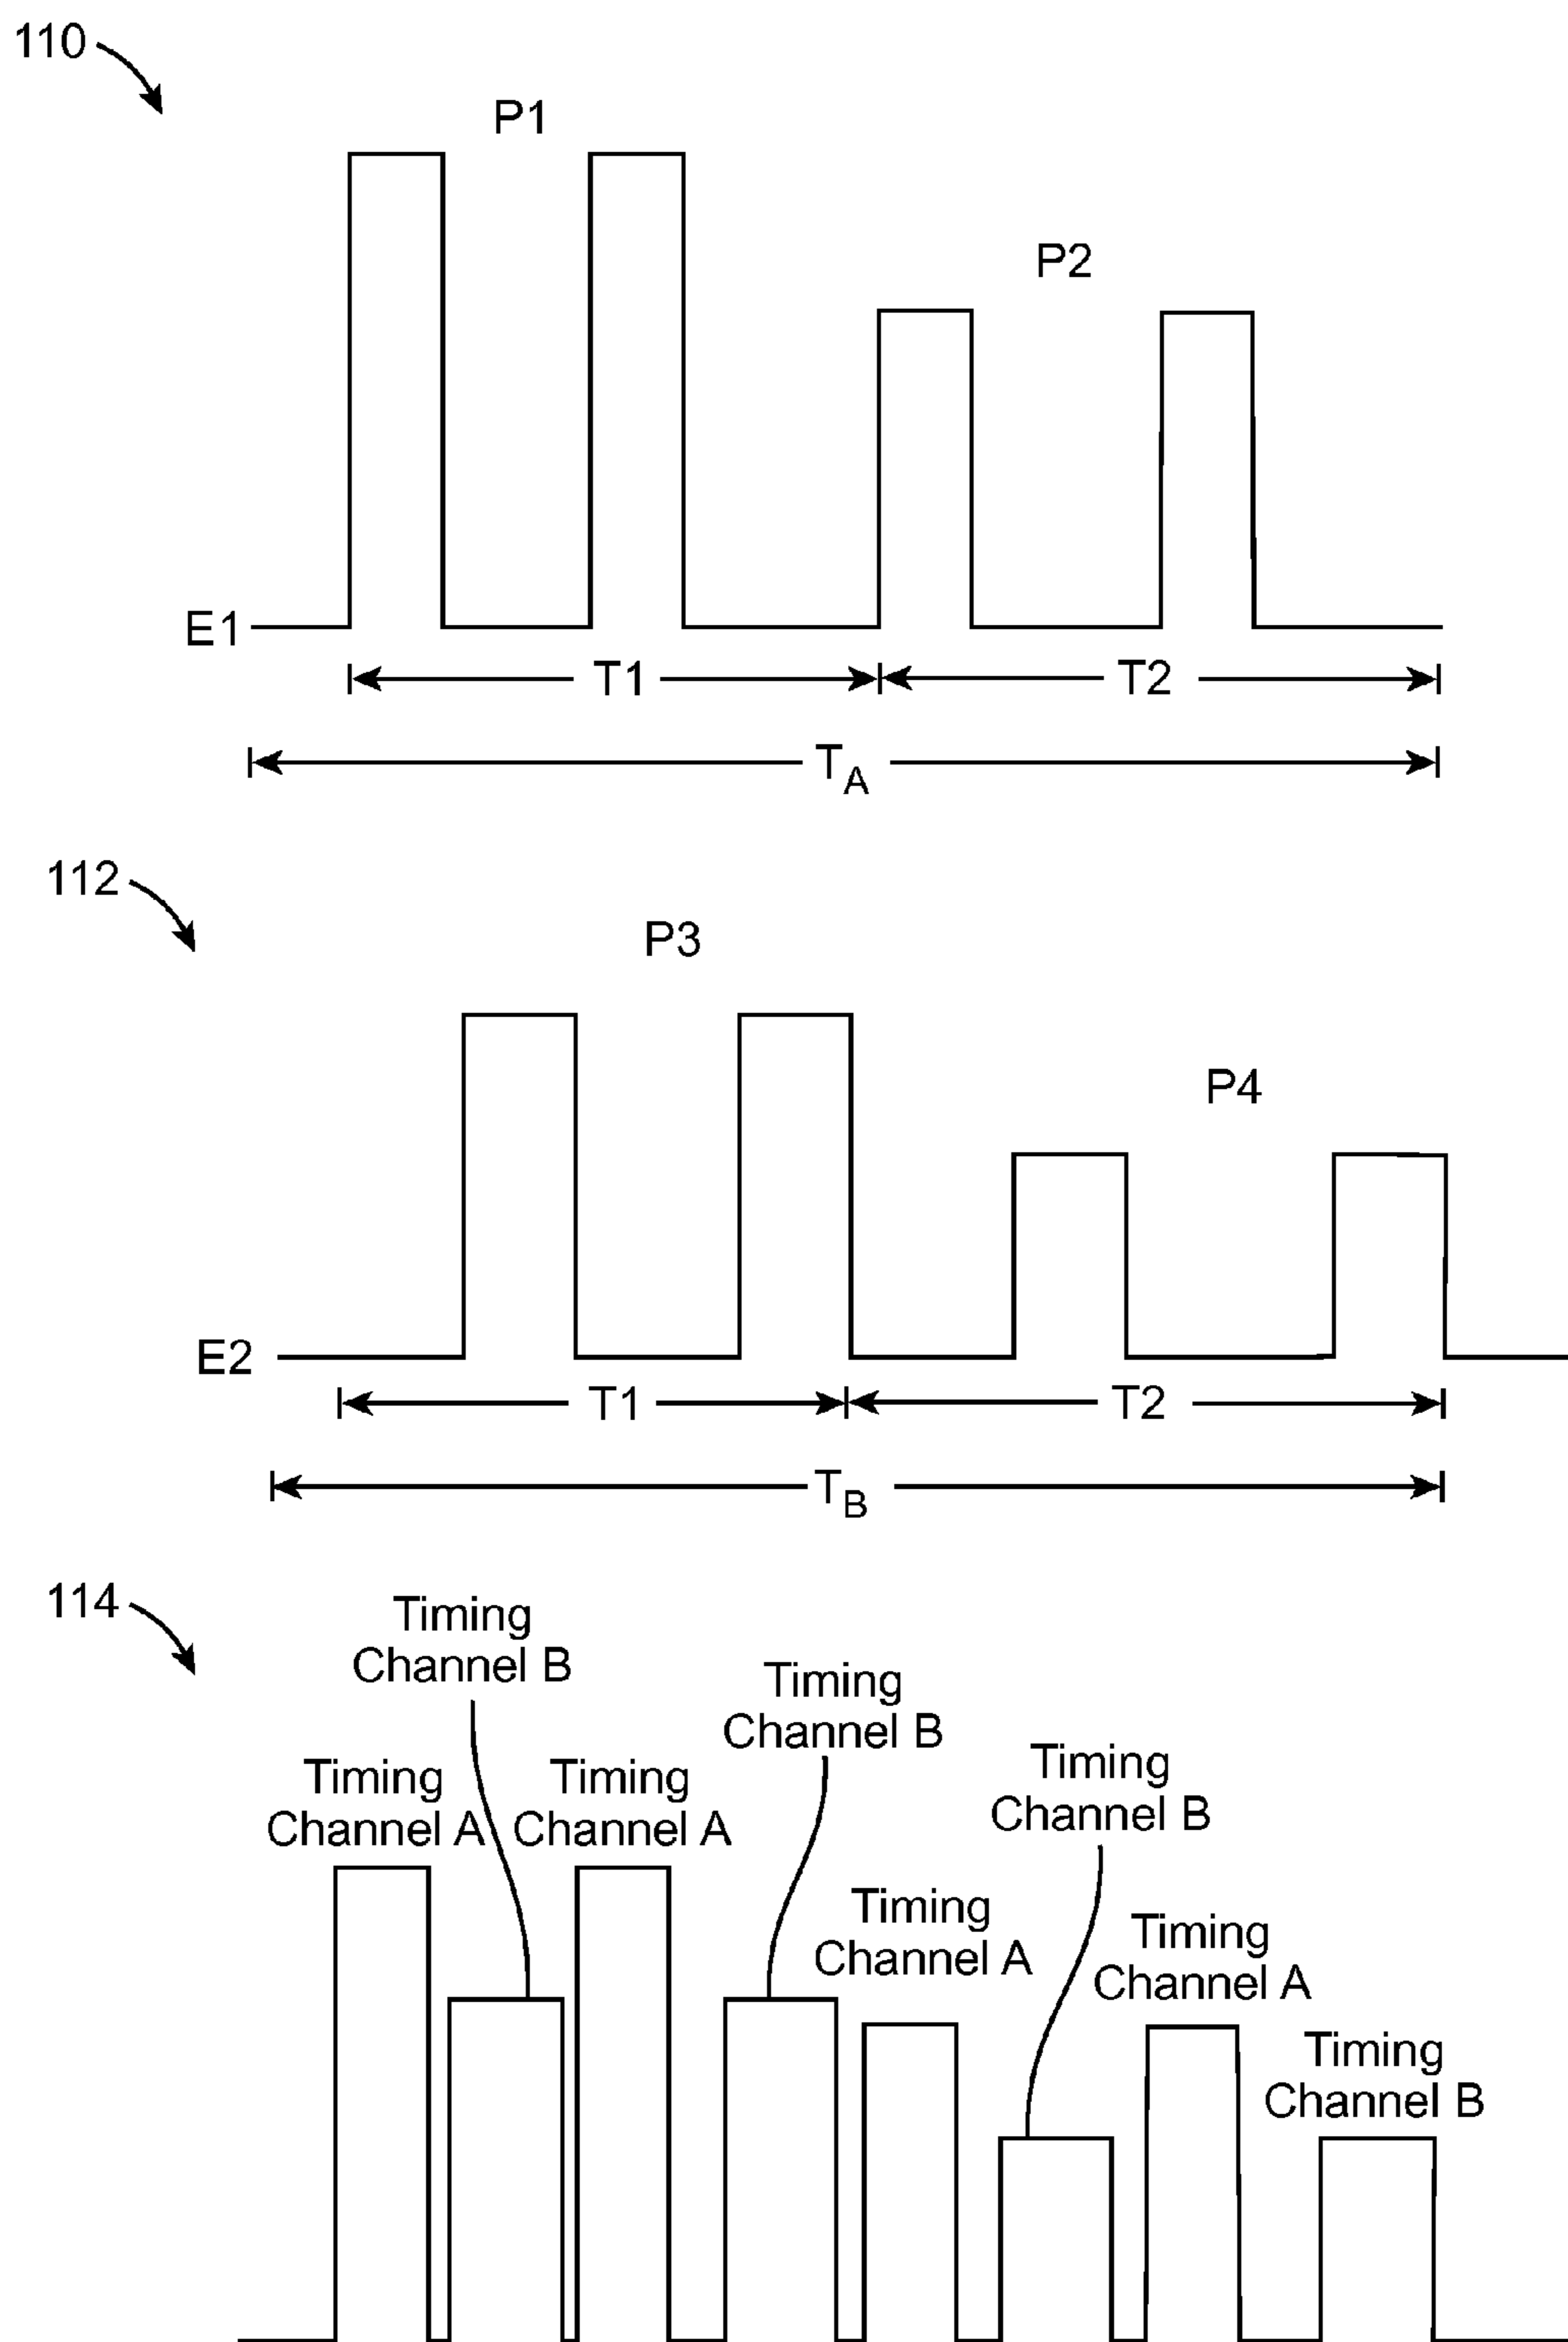 110
P1
P2
E1
T1
T2
TA
112
P3
P4
E2
T1
T2
TB
114
Timing
Channel B
Timing
Channel B
Timing
Channel A
Timing
Channel A
Timing
Channel B
Timing
Channel A
Timing
Channel A
Timing
Channel B